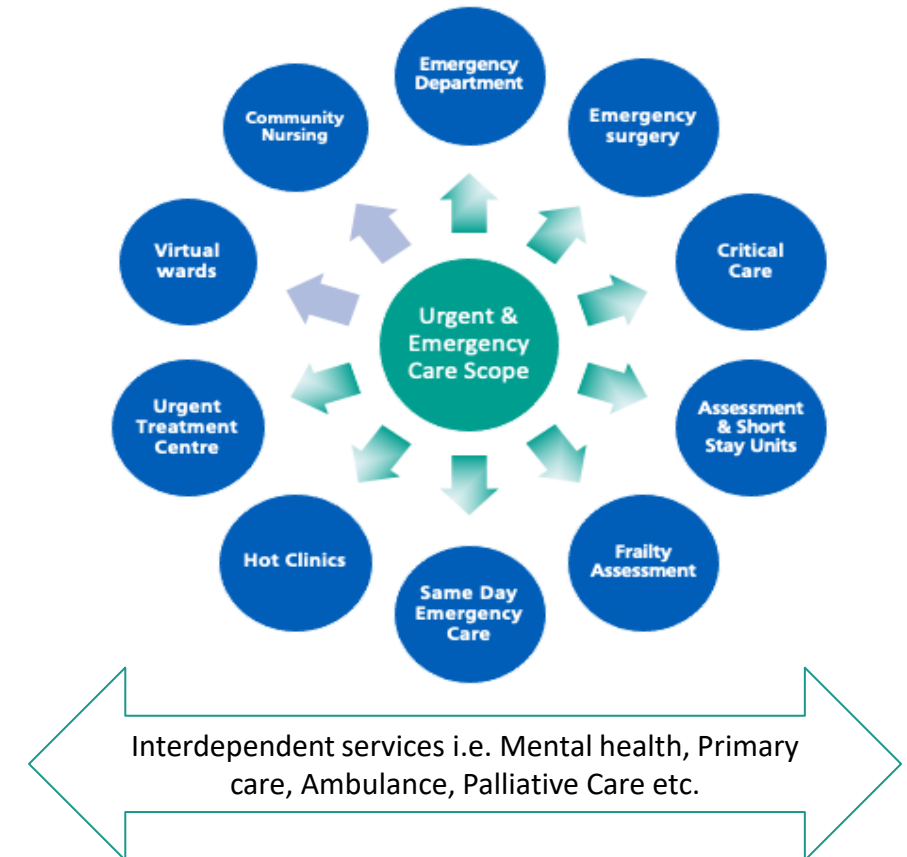 Emergency
Department
Emergency
surgery
Critical
Care
Assessment
& Short
Stay Units
Frailty
Assessment
Same Day
Emergency
Care
Hot Clinics
Urgent
Treatment
Centre
Virtual
wards
Community
Nursing
Urgent &
Emergency
Care Scope
Interdependent services i.e. Mental health, Primary
care, Ambulance, Palliative Care etc.